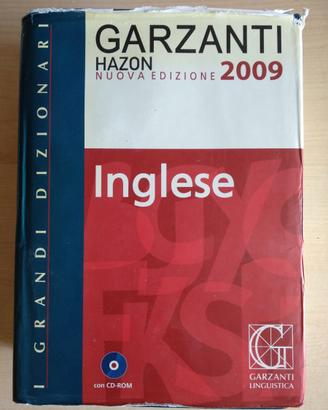 I GRANDI DIZIONARI
GARZANTI
HAZON
NUOVA EDIZIONE 2009
Inglese
con CD-ROM
GARZANTI
LINGUISTICA